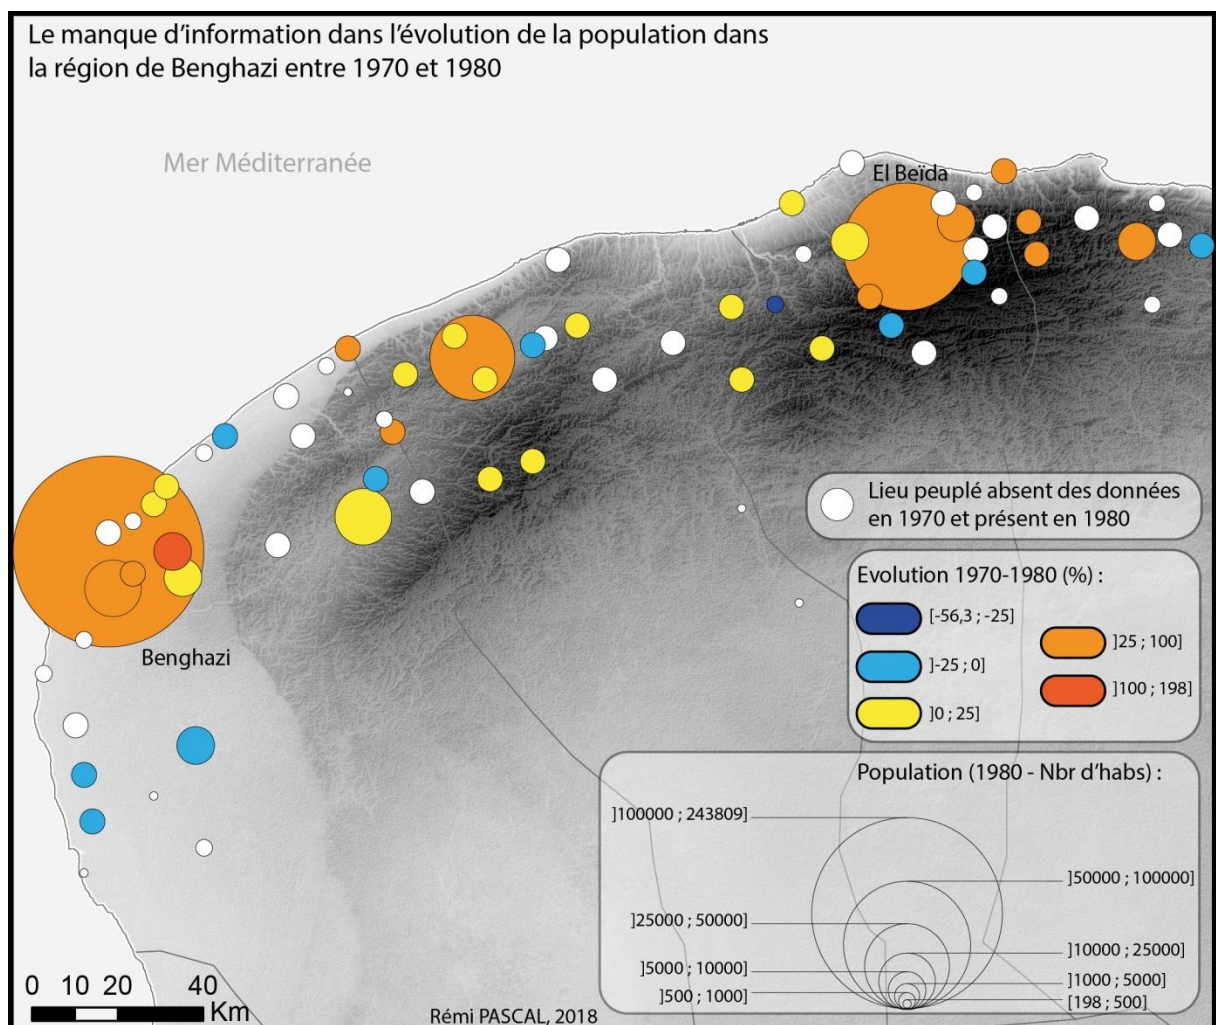 Le manque d'information dans l'évolution de la population dans
la région de Benghazi entre 1970 et 1980
Mer Méditerranée
El Beïda
Benghazi
Lieu peuplé absent des données
en 1970 et présent en 1980
Evolution 1970-1980 (%) :
[-56,3 ; -25]
]-25 ; 0]
]0 ; 25]
]25 ; 100]
]100 ; 198]
Population (1980 - Nbr d'habs) :
]100000 ; 243809]
]50000 ; 100000]
]25000 ; 50000]
]10000 ; 25000]
]5000 ; 10000]
]1000 ; 5000]
]500 ; 1000]
[198 ; 500]
0 10 20 40
Km
Rémi PASCAL, 2018